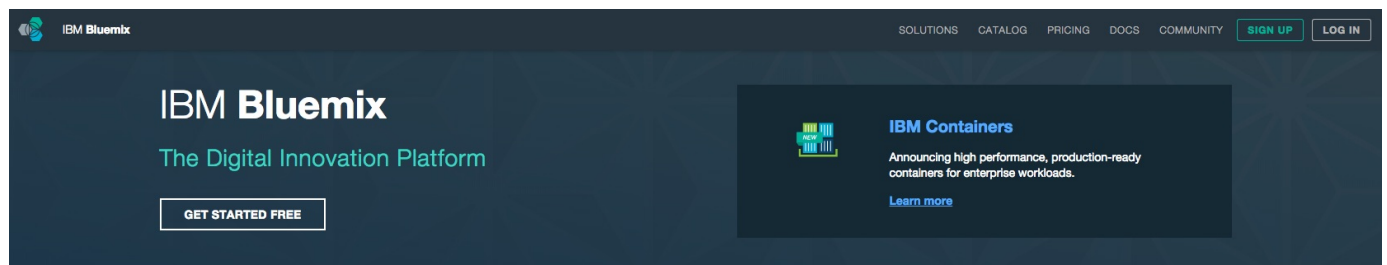 IBM Bluemix
SOLUTIONS CATALOG PRICING DOCS COMMUNITY SIGN UP LOG IN
IBM Bluemix
The Digital Innovation Platform
GET STARTED FREE
NEW
IBM Containers
Announcing high performance, production-ready
containers for enterprise workloads.
Learn more